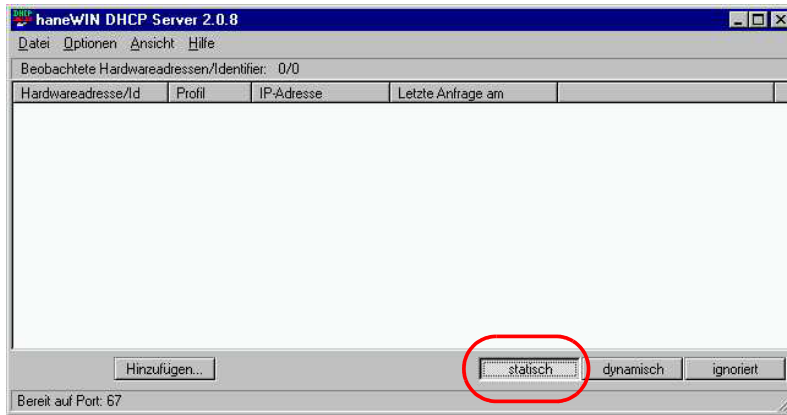 haneWIN DHCP Server 2.0.8
Datei Optionen Ansicht Hilfe
Beobachtete Hardwareadressen/Identifier: 0/0
Hardwareadresse/Id Profil IP-Adresse Letzte Anfrage am
Hinzufügen... statisch dynamisch ignoriert
Bereit auf Port: 67